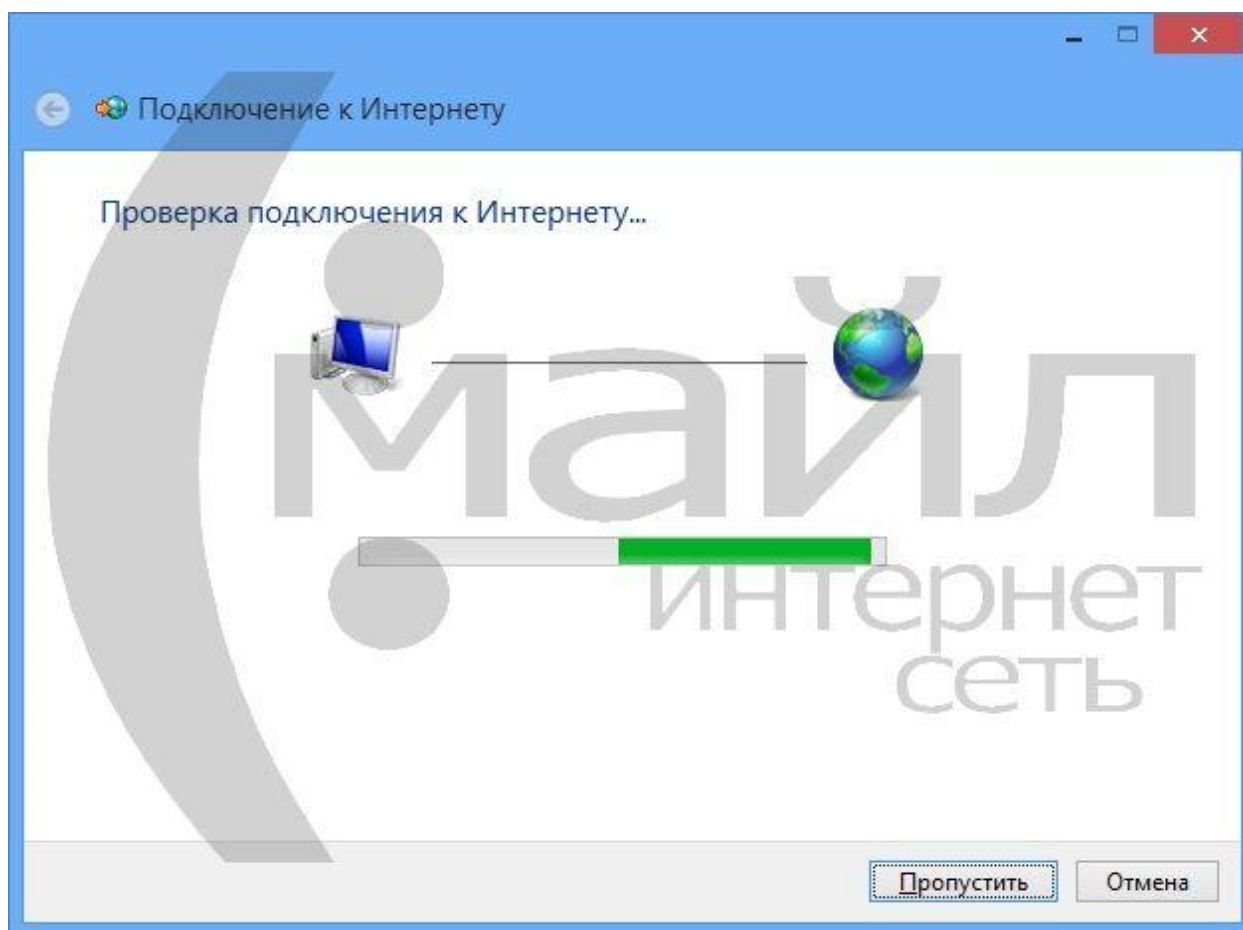 Подключение к Интернету
Проверка подключения к Интернету...
майл
интернет
сеть
Пропустить
Отмена